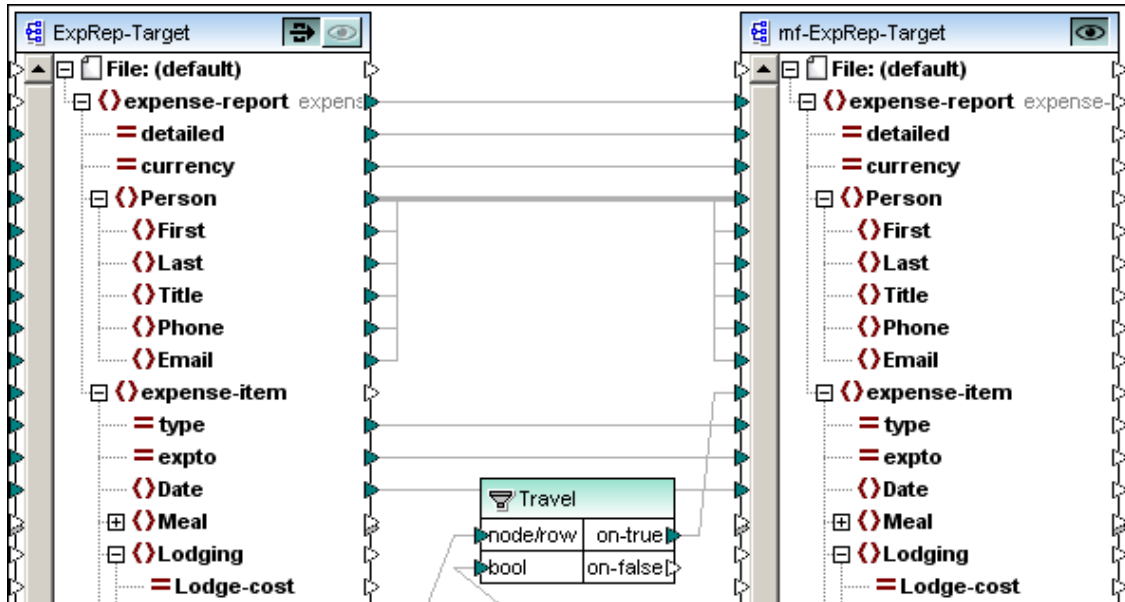 ExpRep-Target
File: (default)
expense-report expens
detailed
currency
Person
First
Last
Title
Phone
Email
expense-item
type
expto
Date
Meal
Lodging
Lodge-cost
Travel
node/row on-true
bool on-false
mf-ExpRep-Target
File: (default)
expense-report expense-
detailed
currency
Person
First
Last
Title
Phone
Email
expense-item
type
expto
Date
Meal
Lodging
Lodge-cost